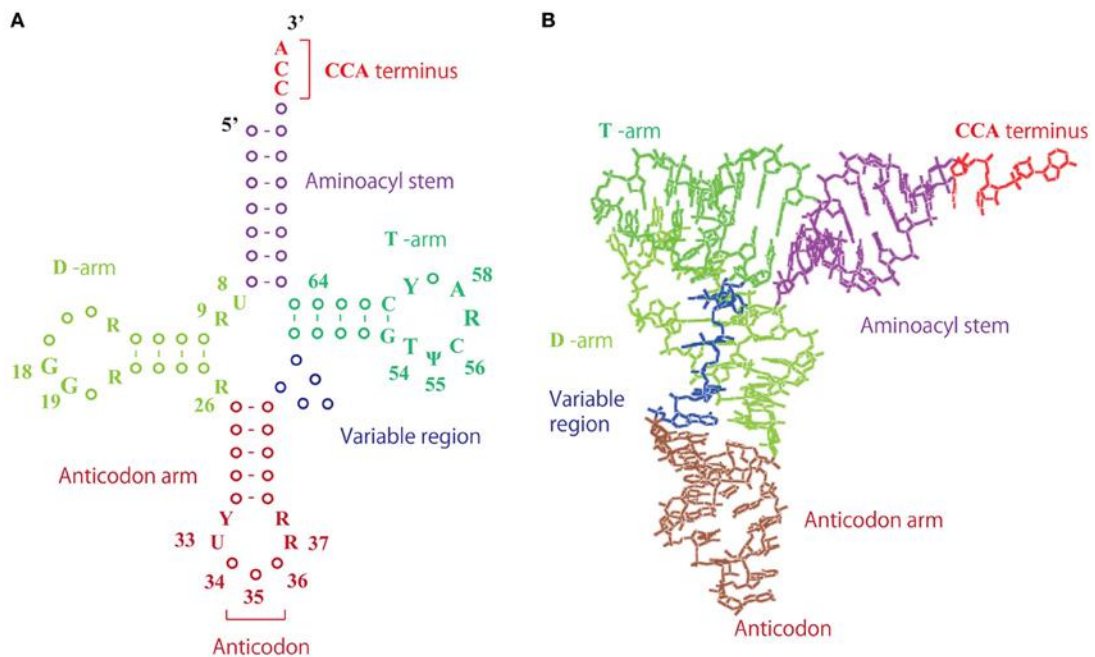 A
3'
A
C
C
CCA terminus
5'
Aminoacyl stem
T -arm
D -arm
8
64
Y
A
58
9
U
R
R
C
R
18
G
G
R
R
G
T
Ψ
C
19
26
54
55
56
Variable region
Anticodon arm
Y
R
33
U
R
37
34
35
36
Anticodon
B
T -arm
CCA terminus
D -arm
Aminoacyl stem
Variable
region
Anticodon arm
Anticodon